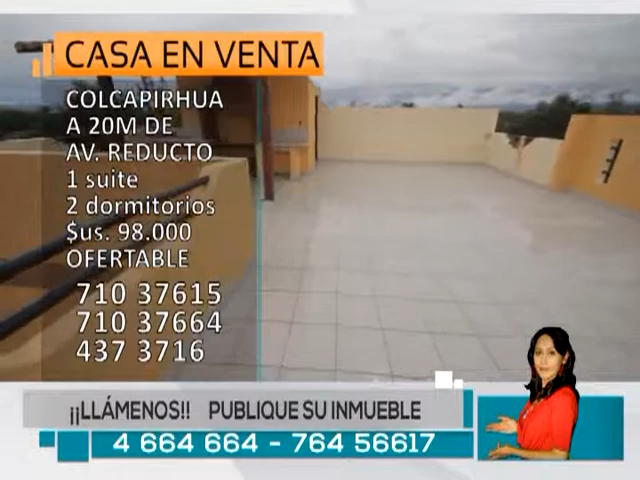 CASA EN VENTA
COLCAPIRHUA
A 20M DE
AV. REDUCTO
1 suite
2 dormitorios
$us. 98.000
OFERTABLE
710 37615
710 37664
437 3716
¡¡LLÁMENOS!! PUBLIQUE SU INMUEBLE
4 664 664 - 764 56617